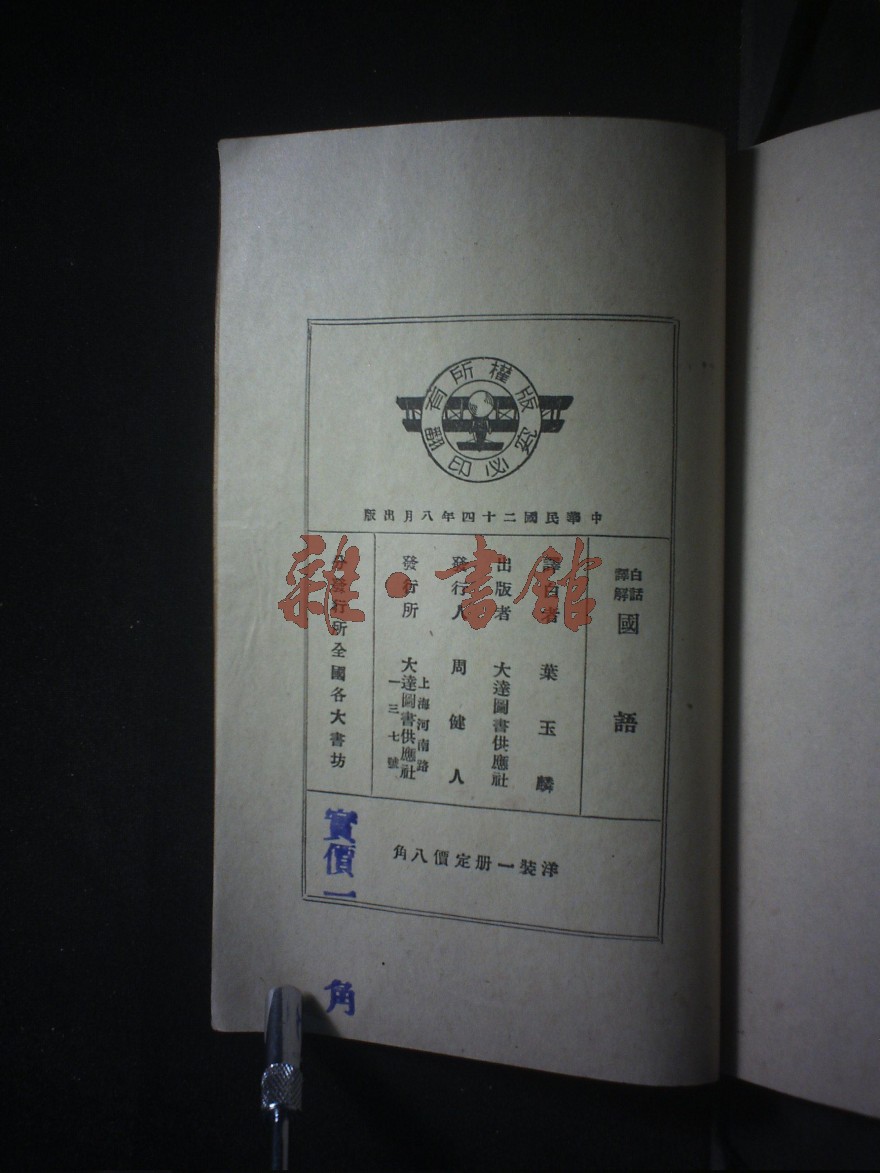 版權所有
翻印必究
中華民國二十四年八月出版
白話譯解
國語
譯白者 葉玉麟
出版者 大達圖書供應社
發行人 周健人
發行所 上海河南路一三七號
大達圖書供應社
分發行所全國各大書坊
洋裝一册定價八角
實價一 角
雜·書館